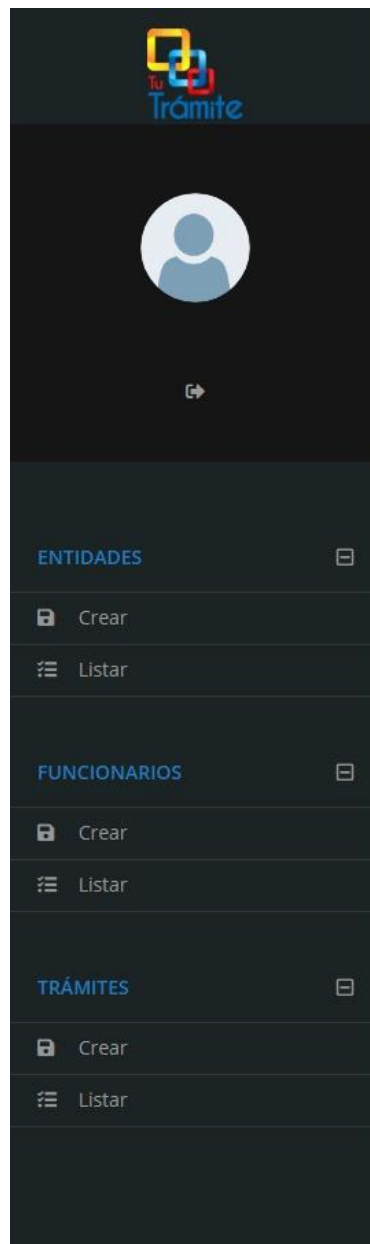 Tu
Trámite
ENTIDADES
Crear
Listar
FUNCIONARIOS
Crear
Listar
TRÁMITES
Crear
Listar